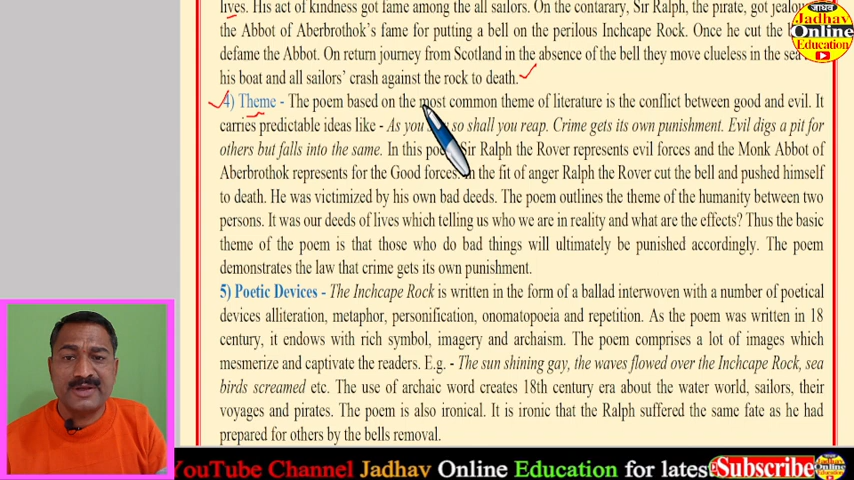 lives. His act of kindness got fame among the all sailors. On the contarary, Sir Ralph, the pirate, got
the Abbot of Aberbrothok's fame for putting a bell on the perilous Inchcape Rock. Once he cut the
defame the Abbot. On return journey from Scotland in the absence of the bell they move clueless in the sea
his boat and all sailors' crash against the rock to death.
4) Theme - The poem based on the most common theme of literature is the conflict between good and evil. It
carries predictable ideas like - As you so shall you reap. Crime gets its own punishment. Evil digs a pit for
others but falls into the same. In this Sir Ralph the Rover represents evil forces and the Monk Abbot of
Aberbrothok represents for the Good forces. In the fit of anger Ralph the Rover cut the bell and pushed himself
to death. He was victimized by his own bad deeds. The poem outlines the theme of the humanity between two
persons. It was our deeds of lives which telling us who we are in reality and what are the effects? Thus the basic
theme of the poem is that those who do bad things will ultimately be punished accordingly. The poem
demonstrates the law that crime gets its own punishment.
5) Poetic Devices - The Inchcape Rock is written in the form of a ballad interwoven with a number of poetical
devices alliteration, metaphor, personification, onomatopoeia and repetition. As the poem was written in 18
century, it endows with rich symbol, imagery and archaism. The poem comprises a lot of images which
mesmerize and captivate the readers. E.g. - The sun shining gay, the waves flowed over the Inchcape Rock, sea
birds screamed etc. The use of archaic word creates 18th century era about the water world, sailors, their
voyages and pirates. The poem is also ironical. It is ironic that the Ralph suffered the same fate as he had
prepared for others by the bells removal.
जाधव
Jadhav
Online
Education
YouTube Channel Jadhav Online Education for latest
Subscribe
Online